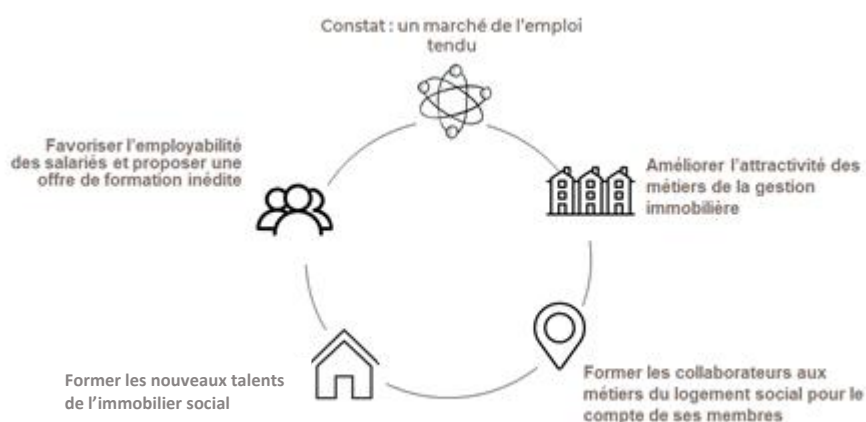 Constat : un marché de l'emploi
tendu
Améliorer l'attractivité des
métiers de la gestion
immobilière
Former les collaborateurs aux
métiers du logement social pour le
compte de ses membres
Former les nouveaux talents
de l'immobilier social
Favoriser l'employabilité
des salariés et proposer une
offre de formation inédite